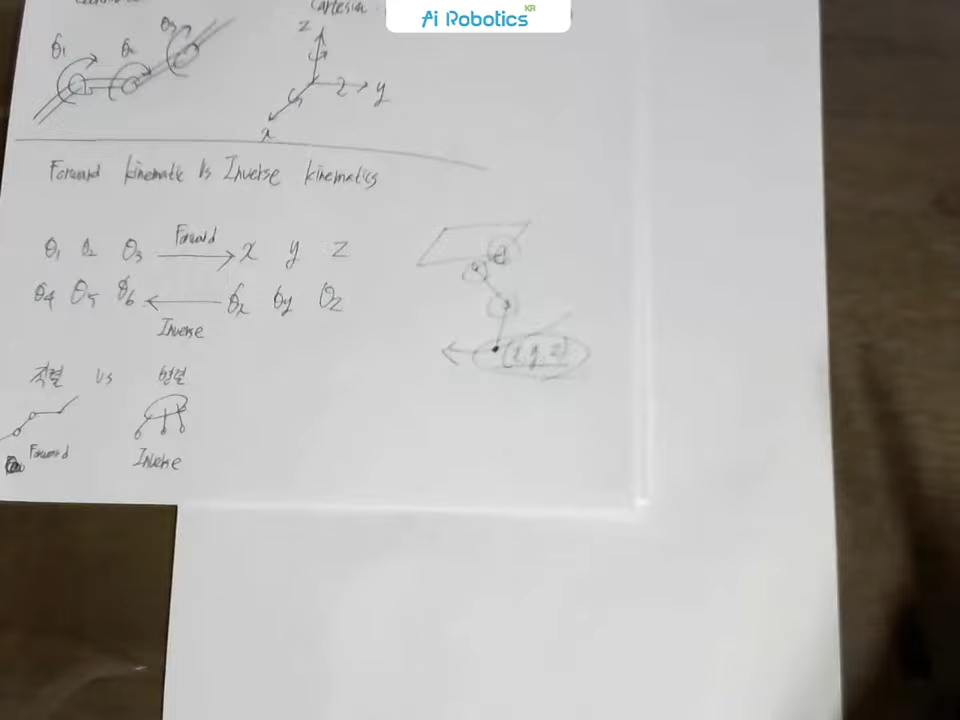 Cartesian
Ai Robotics KR
θ1 θ2 θ3
z
y
x
Forward kinematic Vs Inverse kinematics
θ1 θ2 θ3 Forward x y z
θ4 θ5 θ6 θx θy θz
Inverse
(x, y, z)
직렬 vs 병렬
Forward
Inverse